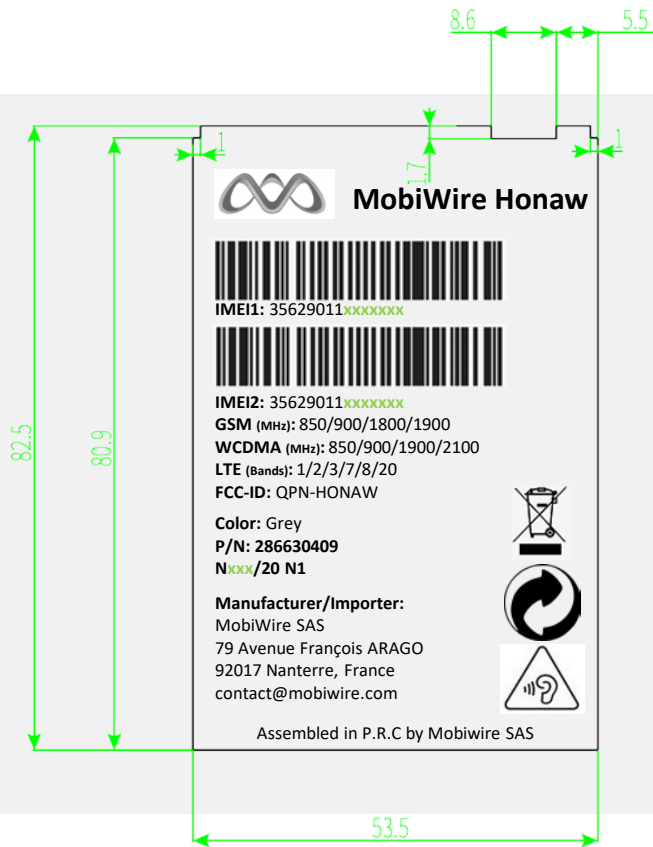 8.6
5.5
1
1
1.7
MobiWire Honaw
IMEI1: 35629011xxxxxxx
IMEI2: 35629011xxxxxxx
GSM (MHz): 850/900/1800/1900
WCDMA (MHz): 850/900/1900/2100
LTE (Bands): 1/2/3/7/8/20
FCC-ID: QPN-HONAW
82.5
80.9
Color: Grey
P/N: 286630409
Nxxx/20 N1
Manufacturer/Importer:
MobiWire SAS
79 Avenue François ARAGO
92017 Nanterre, France
contact@mobiwire.com
Assembled in P.R.C by Mobiwire SAS
53.5